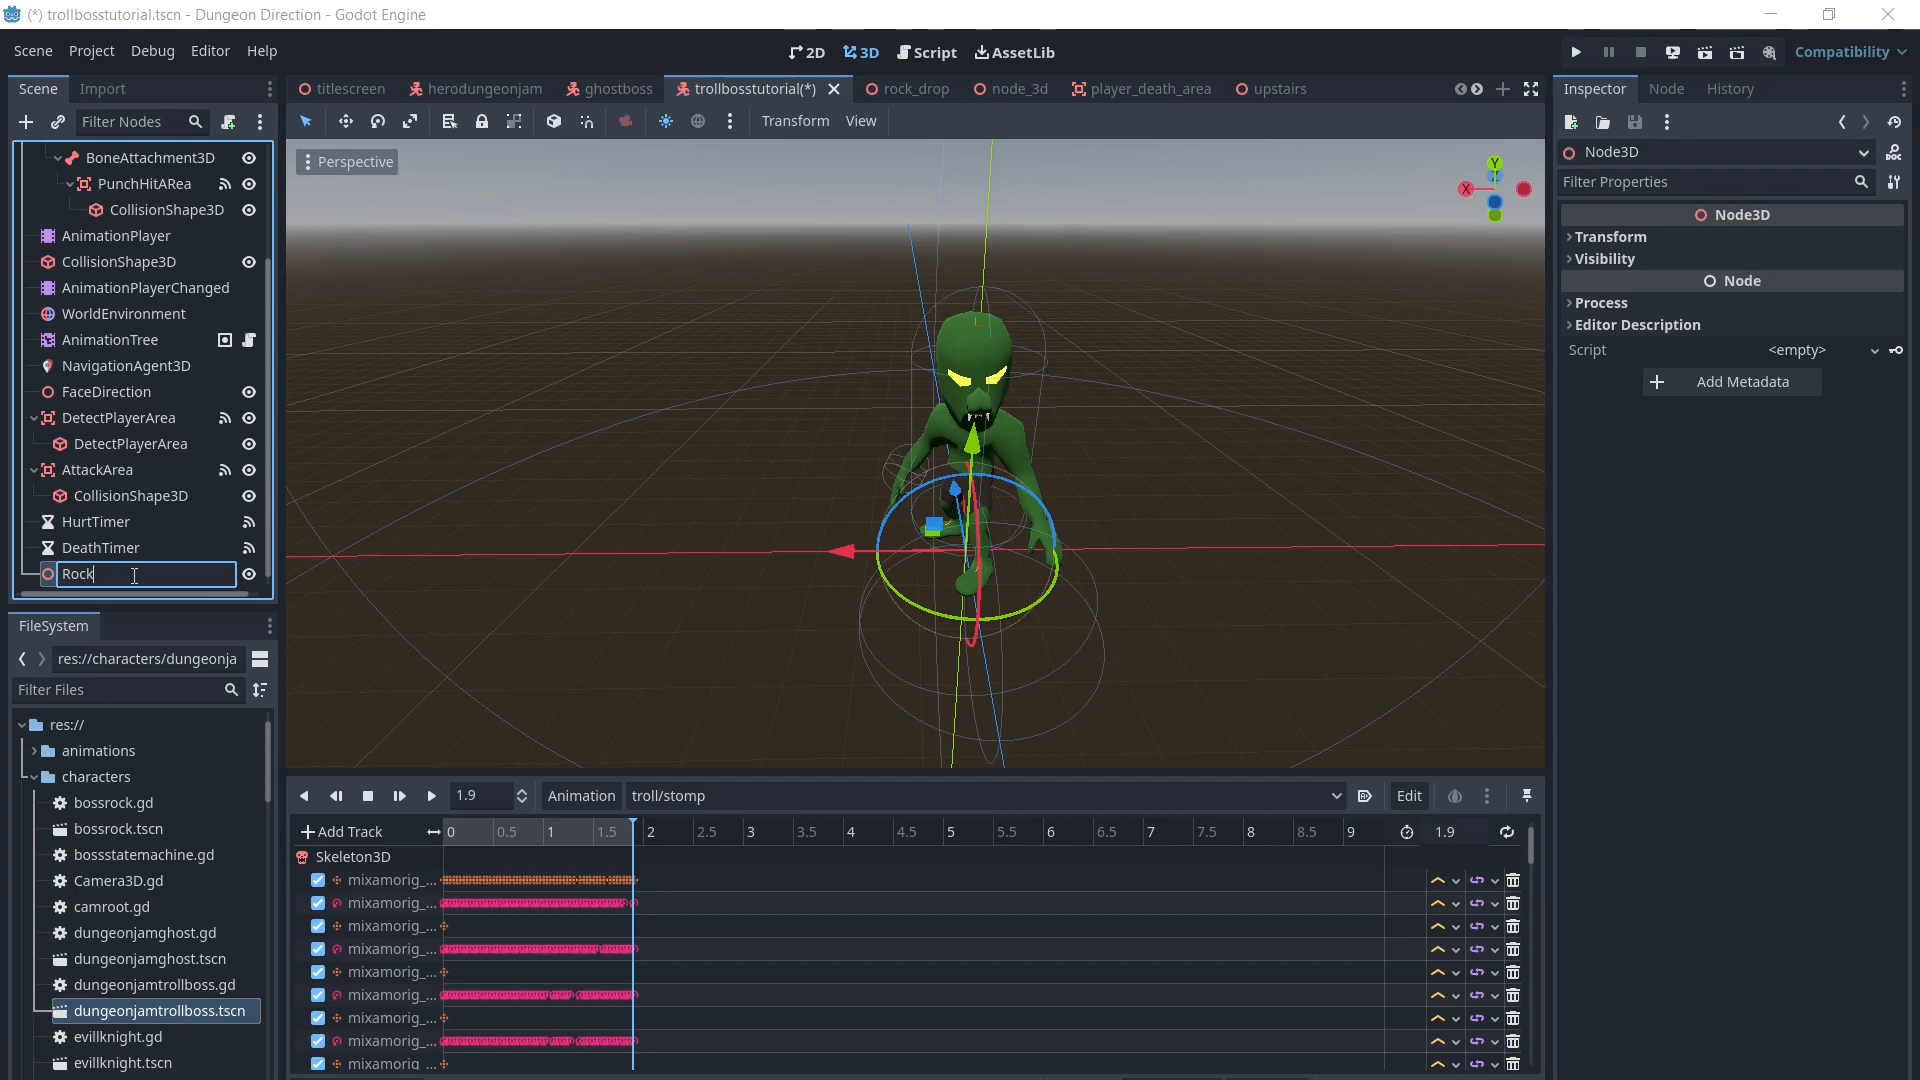 (*) trollbosstutorial.tscn - Dungeon Direction - Godot Engine
Scene Project Debug Editor Help
2D 3D Script AssetLib
Compatibility
Scene Import
titlescreen herodungeonjam ghostboss trollbosstutorial(*) rock_drop node_3d player_death_area upstairs
Inspector Node History
Filter Nodes
Transform View
Perspective
Y
X
Z
Node3D
Filter Properties
Node3D
Transform
Visibility
Node
Process
Editor Description
Script <empty>
Add Metadata
BoneAttachment3D
PunchHitARea
CollisionShape3D
AnimationPlayer
CollisionShape3D
AnimationPlayerChanged
WorldEnvironment
AnimationTree
NavigationAgent3D
FaceDirection
DetectPlayerArea
DetectPlayerArea
AttackArea
CollisionShape3D
HurtTimer
DeathTimer
Rock
FileSystem
res://characters/dungeonja
Filter Files
res://
animations
characters
bossrock.gd
bossrock.tscn
bossstatemachine.gd
Camera3D.gd
camroot.gd
dungeonjamghost.gd
dungeonjamghost.tscn
dungeonjamtrollboss.gd
dungeonjamtrollboss.tscn
evillknight.gd
evillknight.tscn
1.9 Animation troll/stomp Edit
Add Track 0 0.5 1 1.5 2 2.5 3 3.5 4 4.5 5 5.5 6 6.5 7 7.5 8 8.5 9 1.9
Skeleton3D
mixamorig_...
mixamorig_...
mixamorig_...
mixamorig_...
mixamorig_...
mixamorig_...
mixamorig_...
mixamorig_...
mixamorig_...